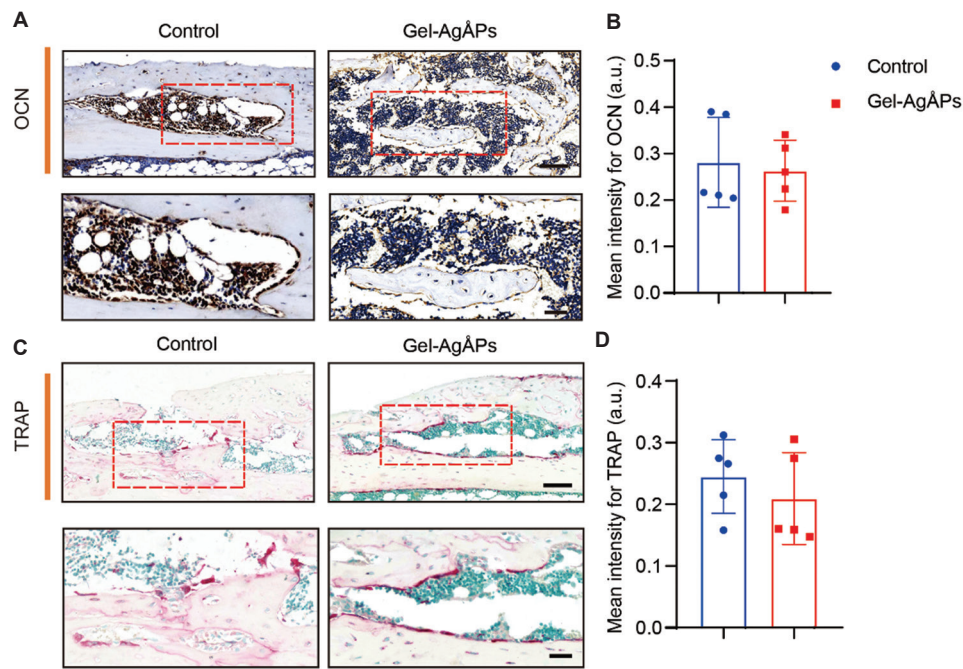 A
Control
Gel-AgÅPs
OCN
B
Mean intensity for OCN (a.u.)
0.5
0.4
0.3
0.2
0.1
0.0
Control
Gel-AgÅPs
C
Control
Gel-AgÅPs
TRAP
D
Mean intensity for TRAP (a.u.)
0.4
0.3
0.2
0.1
0.0